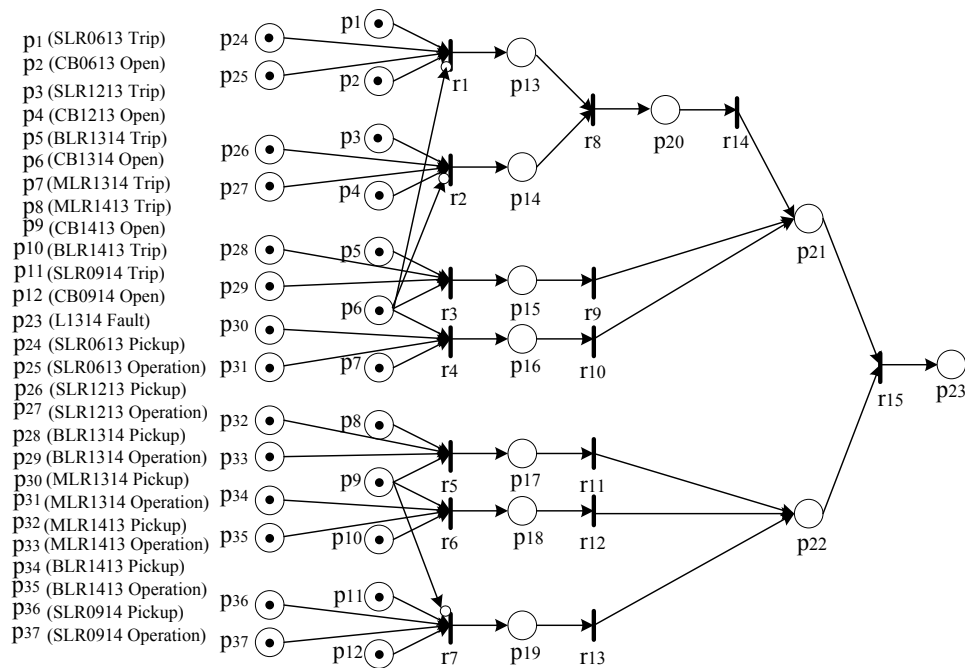 p1 (SLR0613 Trip)
p2 (CB0613 Open)
p3 (SLR1213 Trip)
p4 (CB1213 Open)
p5 (BLR1314 Trip)
p6 (CB1314 Open)
p7 (MLR1314 Trip)
p8 (MLR1413 Trip)
p9 (CB1413 Open)
p10 (BLR1413 Trip)
p11 (SLR0914 Trip)
p12 (CB0914 Open)
p23 (L1314 Fault)
p24 (SLR0613 Pickup)
p25 (SLR0613 Operation)
p26 (SLR1213 Pickup)
p27 (SLR1213 Operation)
p28 (BLR1314 Pickup)
p29 (BLR1314 Operation)
p30 (MLR1314 Pickup)
p31 (MLR1314 Operation)
p32 (MLR1413 Pickup)
p33 (MLR1413 Operation)
p34 (BLR1413 Pickup)
p35 (BLR1413 Operation)
p36 (SLR0914 Pickup)
p37 (SLR0914 Operation)
p24
p25
p26
p27
p28
p29
p30
p31
p32
p33
p34
p35
p36
p37
p1
p2
p3
p4
p5
p6
p7
p8
p9
p10
p11
p12
r1
r2
r3
r4
r5
r6
r7
p13
p14
p15
p16
p17
p18
p19
r8
r9
r10
r11
r12
r13
p20
r14
p21
p22
r15
p23